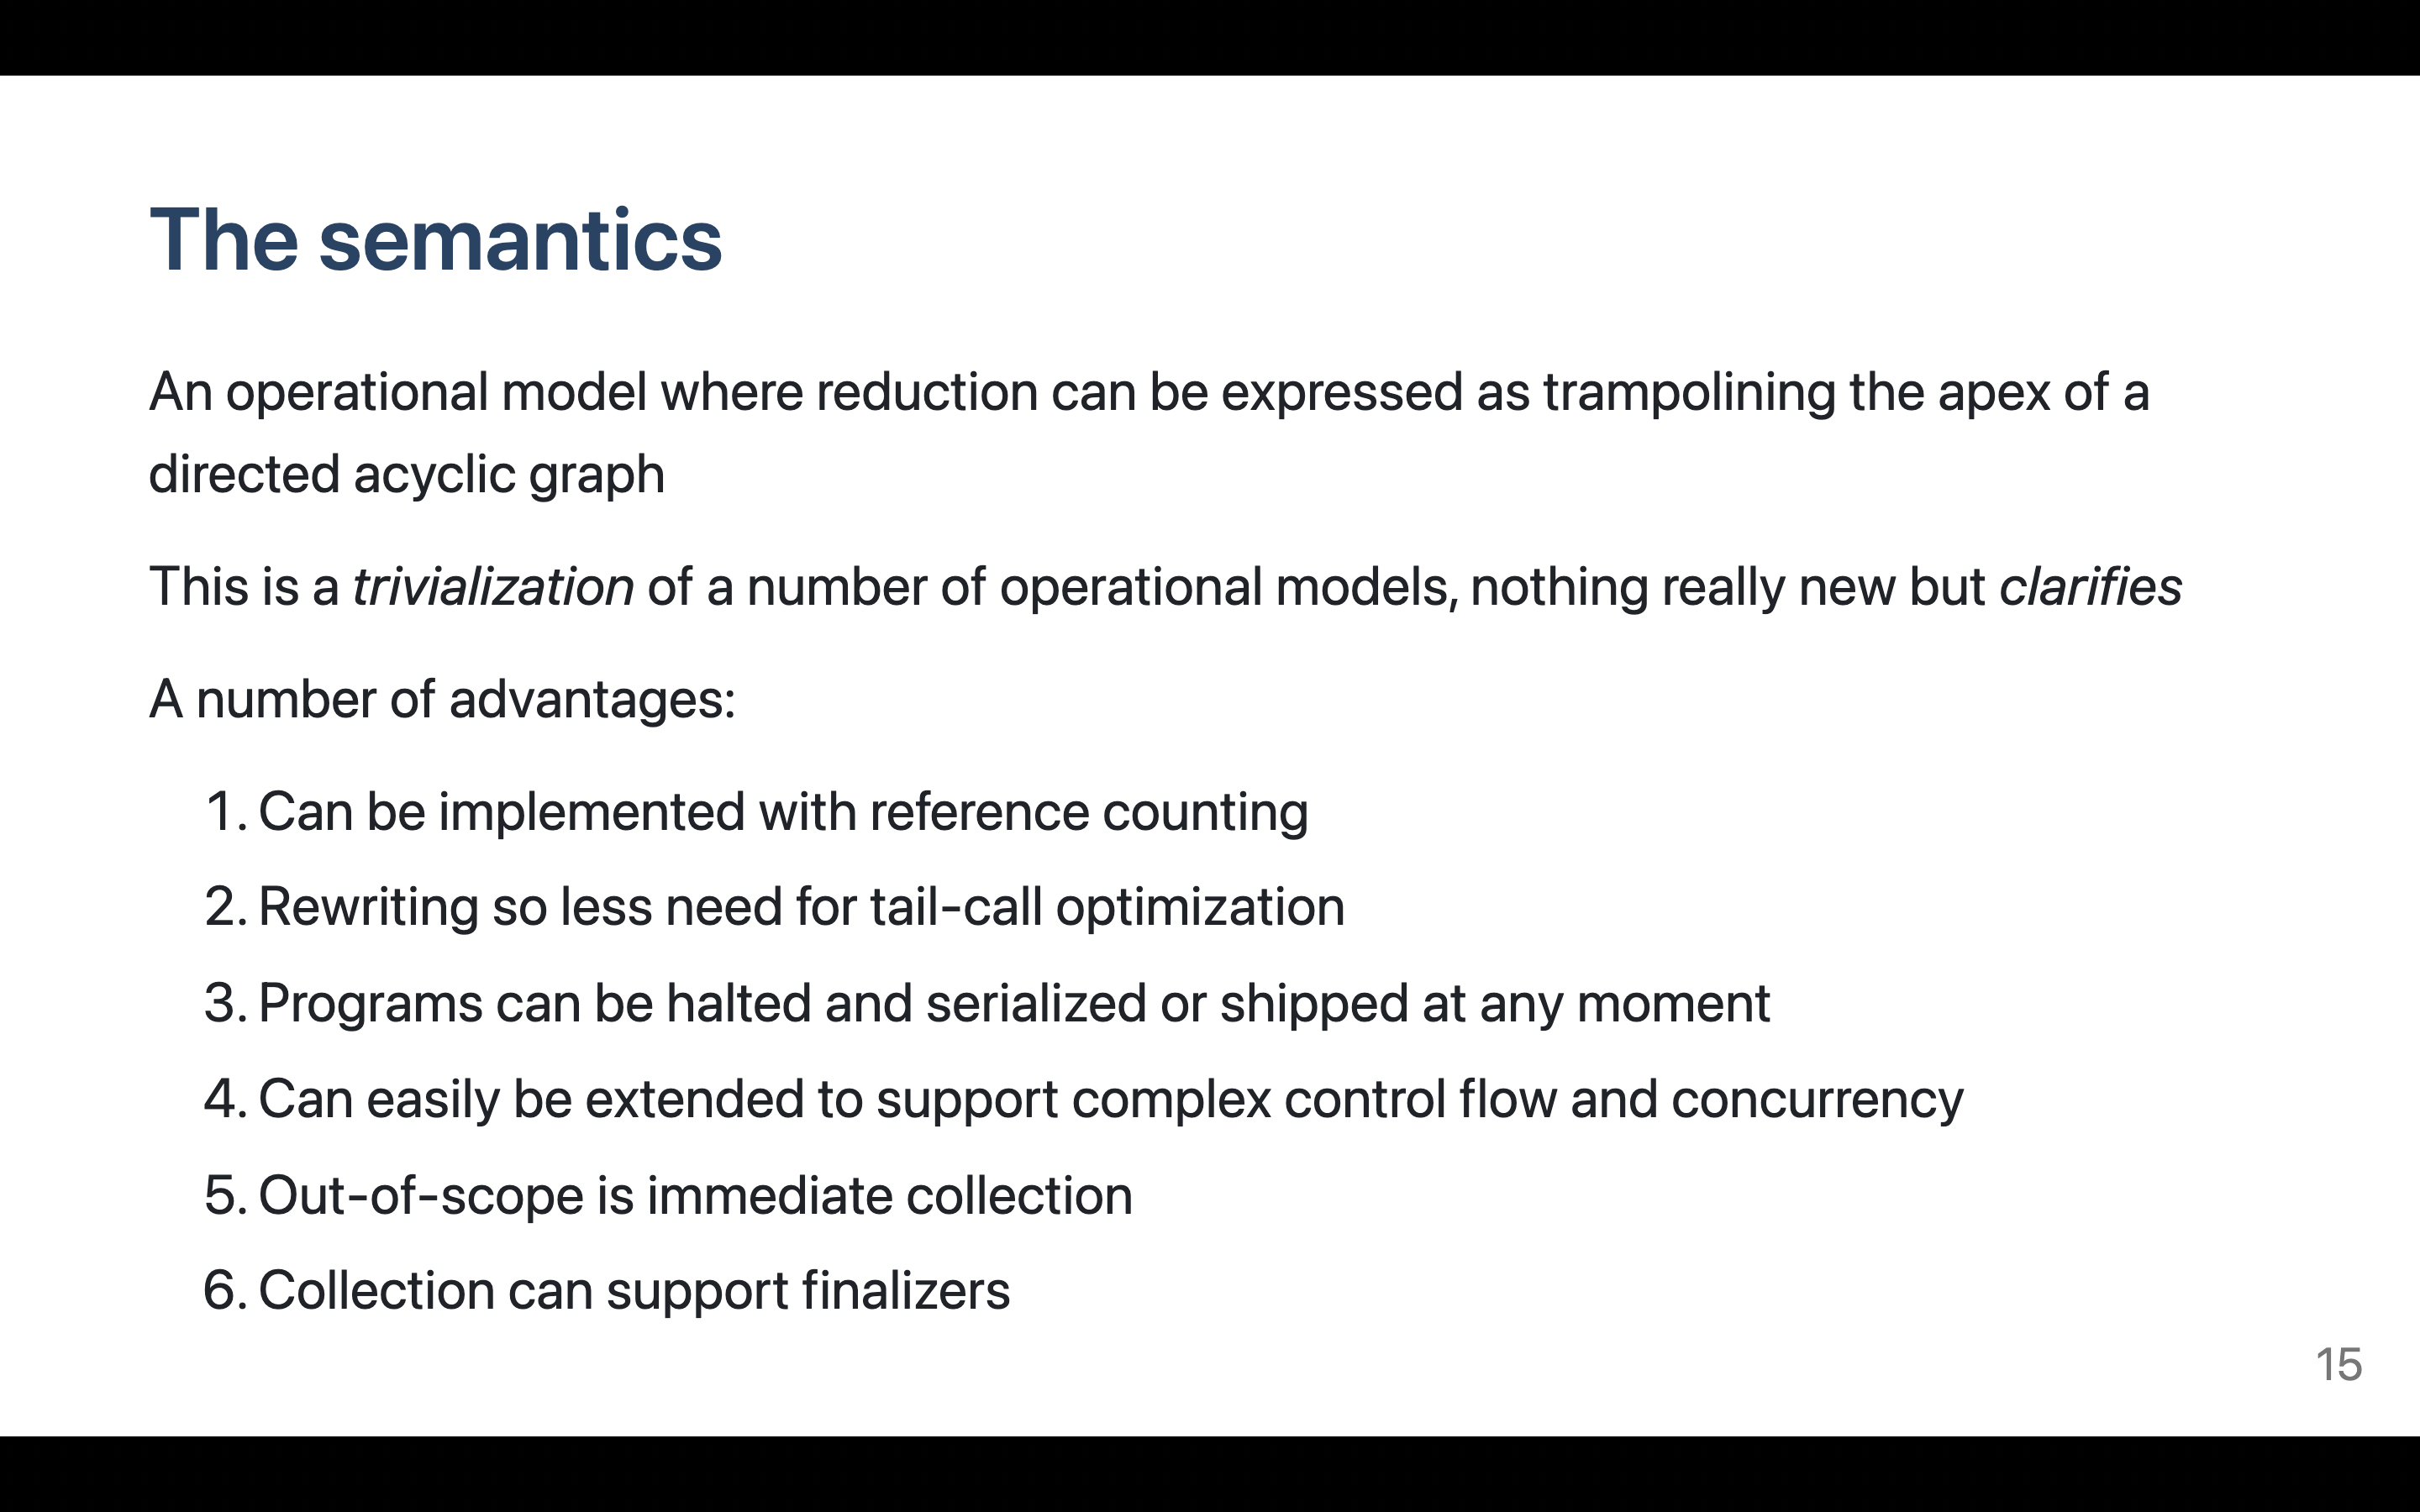 The semantics
An operational model where reduction can be expressed as trampolining the apex of a
directed acyclic graph
This is a trivialization of a number of operational models, nothing really new but clarifies
A number of advantages:
1. Can be implemented with reference counting
2. Rewriting so less need for tail-call optimization
3. Programs can be halted and serialized or shipped at any moment
4. Can easily be extended to support complex control flow and concurrency
5. Out-of-scope is immediate collection
6. Collection can support finalizers
15